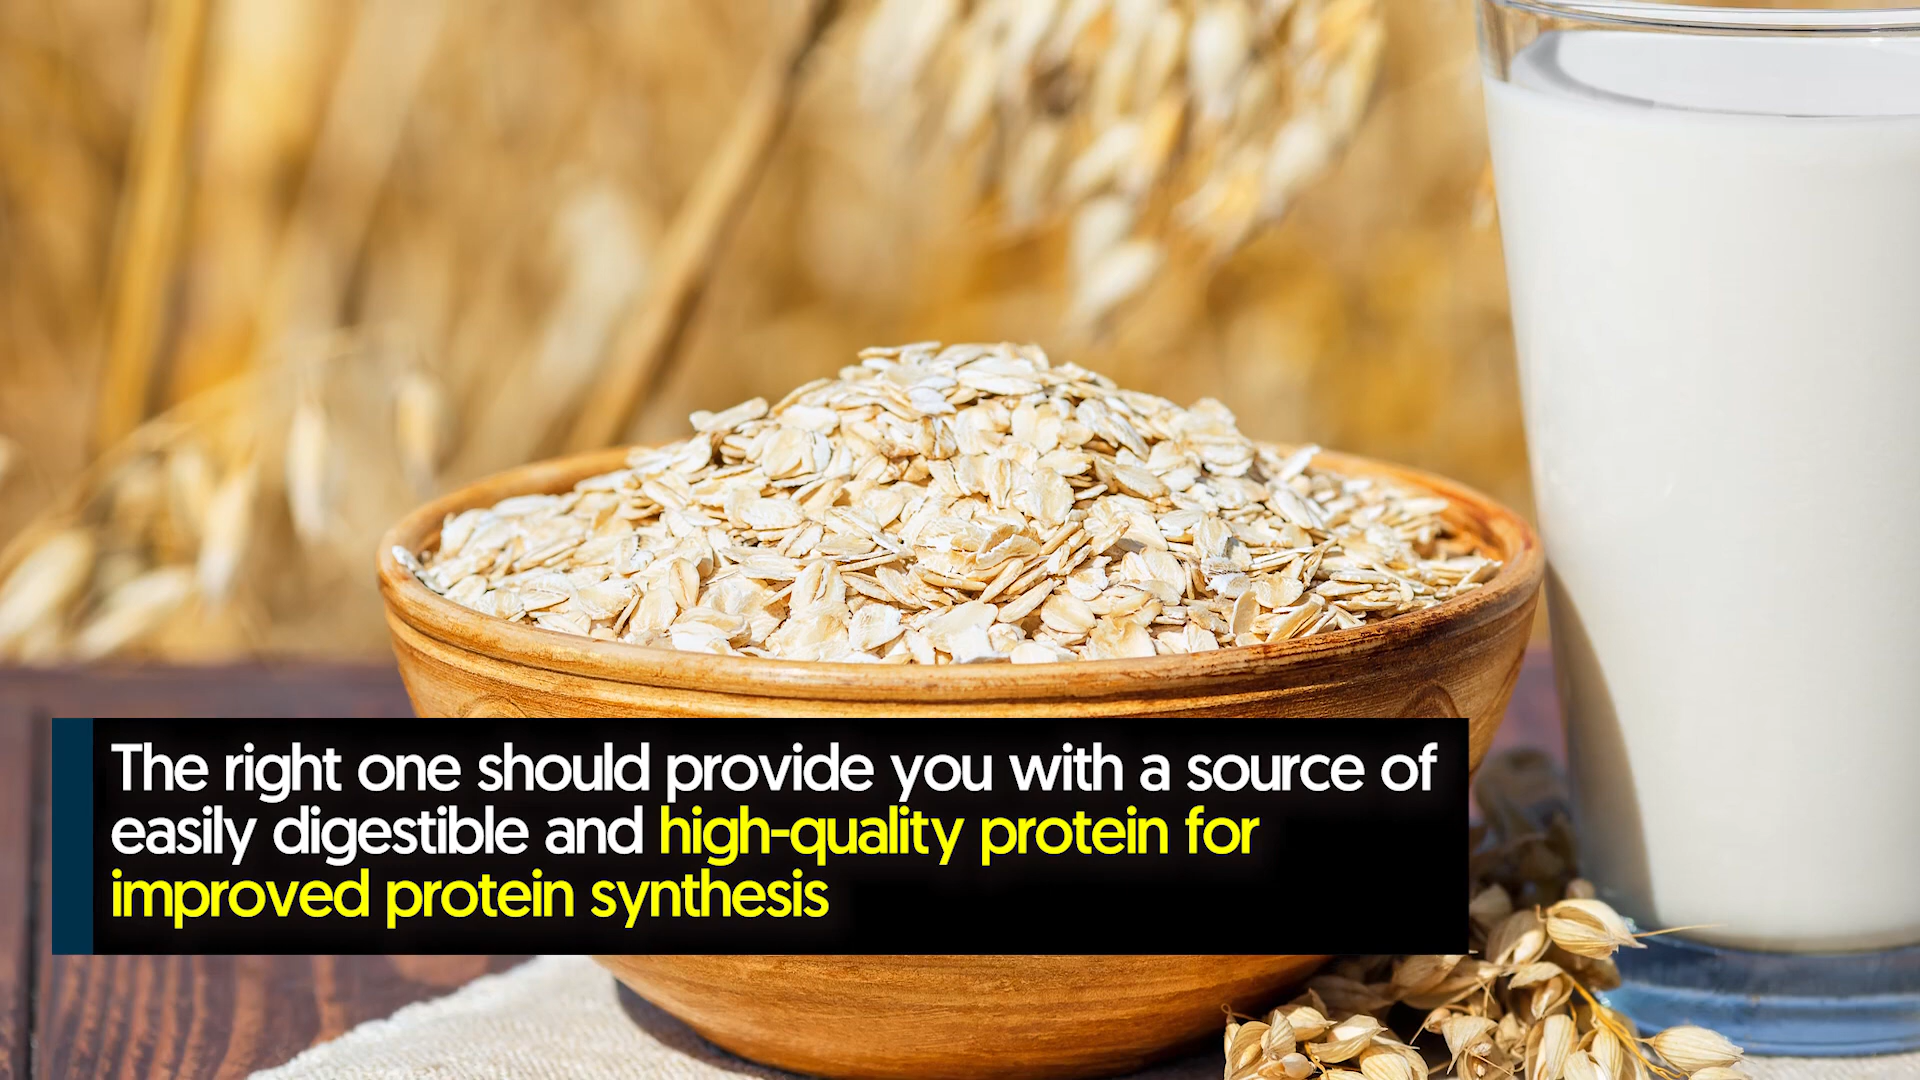 The right one should provide you with a source of
easily digestible and high-quality protein for
improved protein synthesis